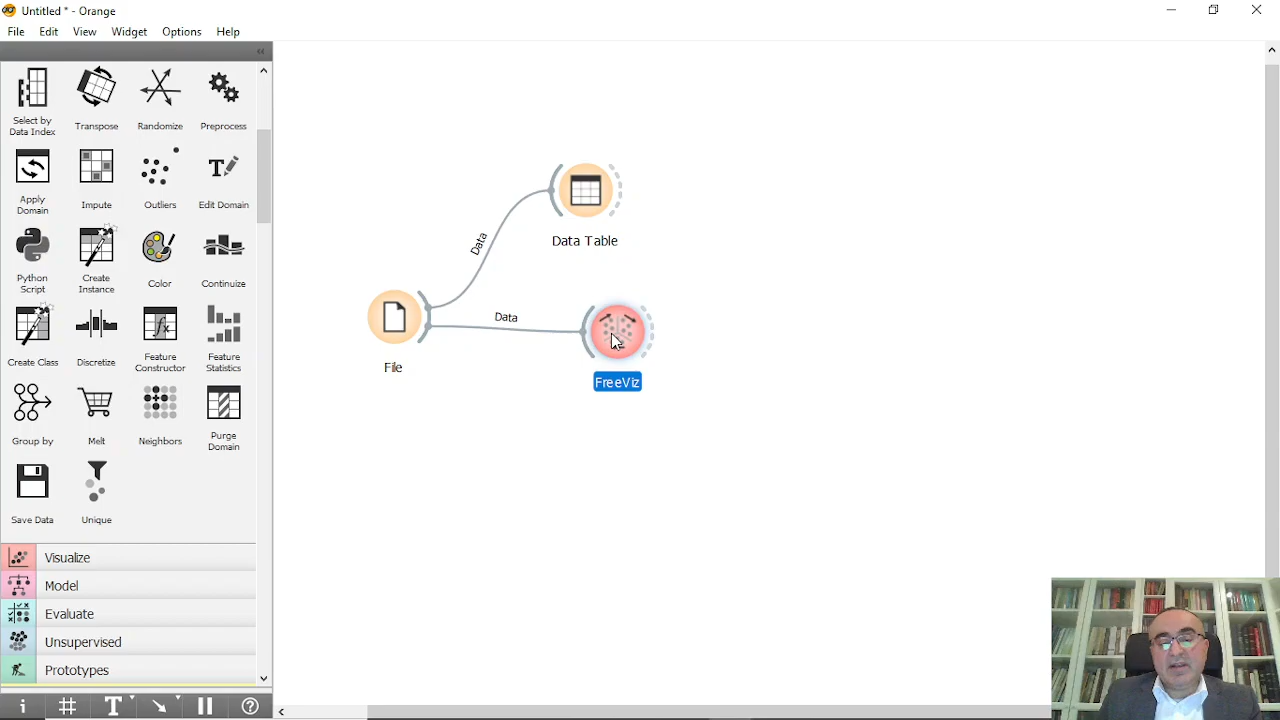 Untitled * - Orange
File Edit View Widget Options Help
Select by Data Index
Transpose
Randomize
Preprocess
Apply Domain
Impute
Outliers
Edit Domain
Python Script
Create Instance
Color
Continuize
Create Class
Discretize
Feature Constructor
Feature Statistics
Group by
Melt
Neighbors
Purge Domain
Save Data
Unique
Visualize
Model
Evaluate
Unsupervised
Prototypes
Data
Data Table
Data
File
FreeViz